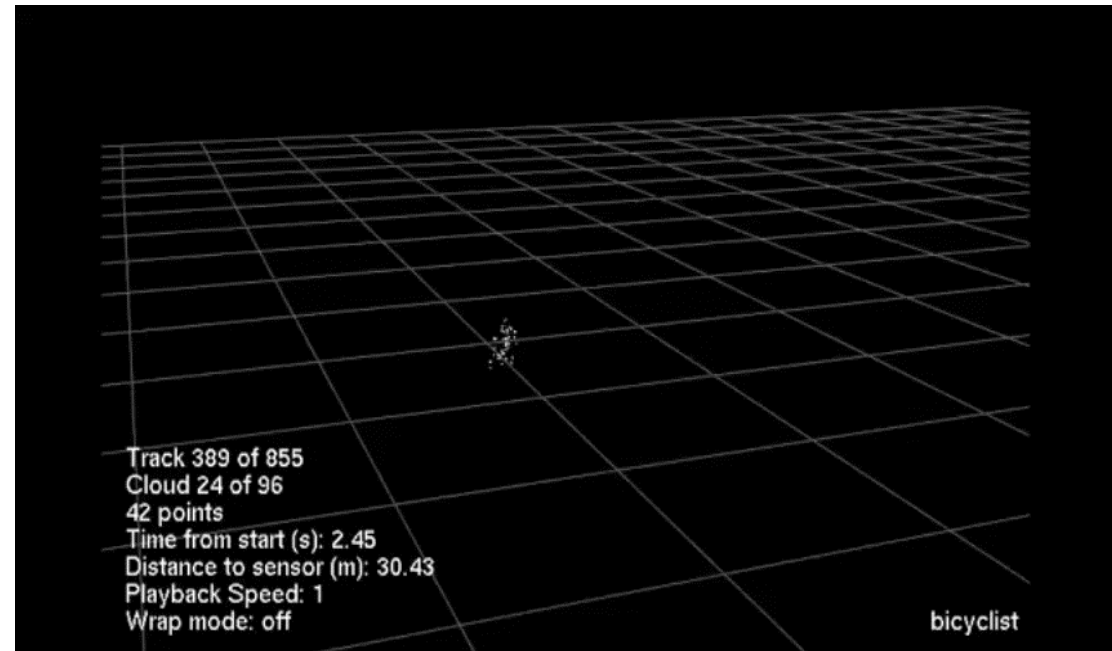 Track 389 of 855
Cloud 24 of 96
42 points
Time from start (s): 2.45
Distance to sensor (m): 30.43
Playback Speed: 1
Wrap mode: off
bicyclist